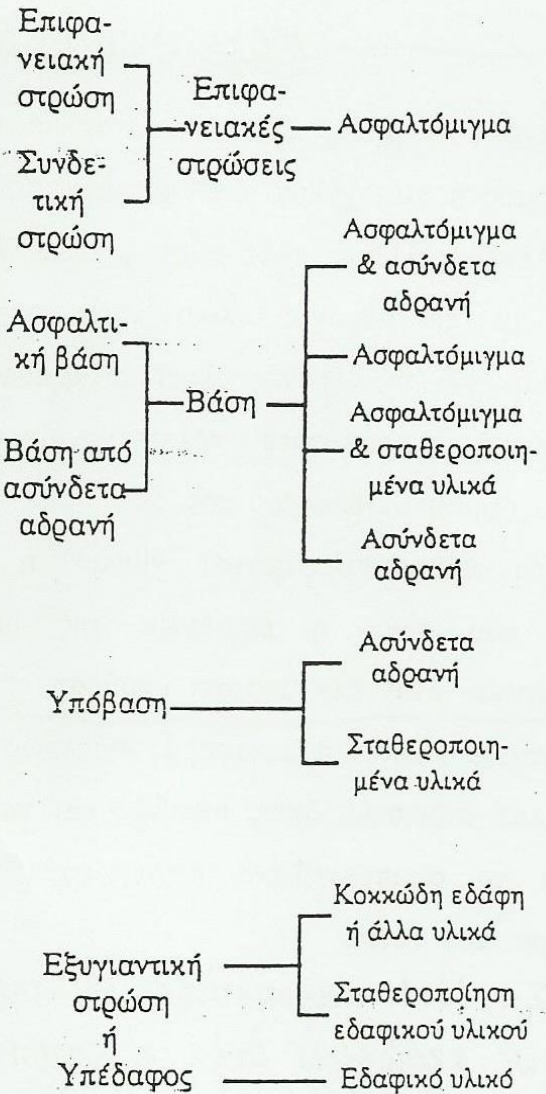 Επιφα-
νειακή
στρώση
Συνδε-
τική
στρώση
Επιφα-
νειακές
στρώσεις
Ασφαλτόμιγμα
Ασφαλτι-
κή βάση
Βάση από
ασύνδετα
αδρανή
Βάση
Ασφαλτόμιγμα
& ασύνδετα
αδρανή
Ασφαλτόμιγμα
Ασφαλτόμιγμα
& σταθεροποιη-
μένα υλικά
Ασύνδετα
αδρανή
Υπόβαση
Ασύνδετα
αδρανή
Σταθεροποιη-
μένα υλικά
Εξυγιαντική
στρώση
ή
Υπέδαφος
Κοκκώδη εδάφη
ή άλλα υλικά
Σταθεροποίηση
εδαφικού υλικού
Εδαφικό υλικό